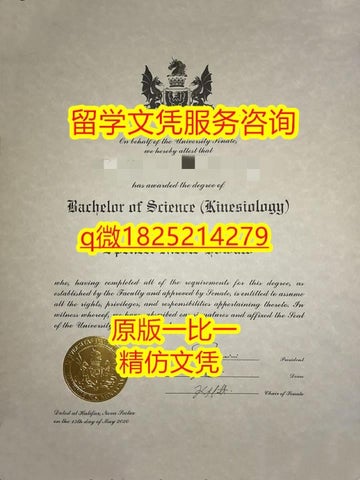 留学文凭服务咨询
On behalf of the University Senate,
we hereby attest that
has awarded the degree of
Bachelor of Science (Kinesiology)
q微1825214279
who, having completed all of the requirements for this degree, as
established by the Faculty and approved by Senate, is entitled to assume
all the rights, privileges, and responsibilities appertaining thereto. In
witness whereof, we have
and affixed the Seal
of the University
原版一比一
精仿文凭
President
Dean
Chair of Senate
Dated at Halifax, Nova Scotia
on the 15th day of May 2020